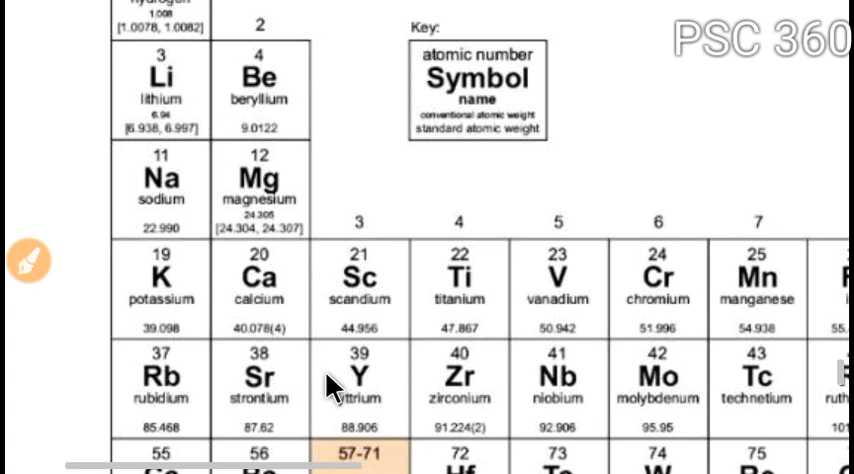 hydrogen
1.008
[1.0078, 1.0082]
2
Key:
PSC 360
3
4
atomic number
Li
Be
Symbol
lithium
beryllium
name
6.94
conventional atomic weight
[6.938, 6.997]
9.0122
standard atomic weight
11
12
Na
Mg
sodium
magnesium
24.305
22.990
[24.304, 24.307]
3
4
5
6
7
19
20
21
22
23
24
25
K
Ca
Sc
Ti
V
Cr
Mn
potassium
calcium
scandium
titanium
vanadium
chromium
manganese
39.098
40.078(4)
44.956
47.867
50.942
51.996
54.938
55.
37
38
39
40
41
42
43
Rb
Sr
Y
Zr
Nb
Mo
Tc
rubidium
strontium
yttrium
zirconium
niobium
molybdenum
technetium
ruth
85.468
87.62
88.906
91.224(2)
92.906
95.95
101
55
56
57-71
72
73
74
75